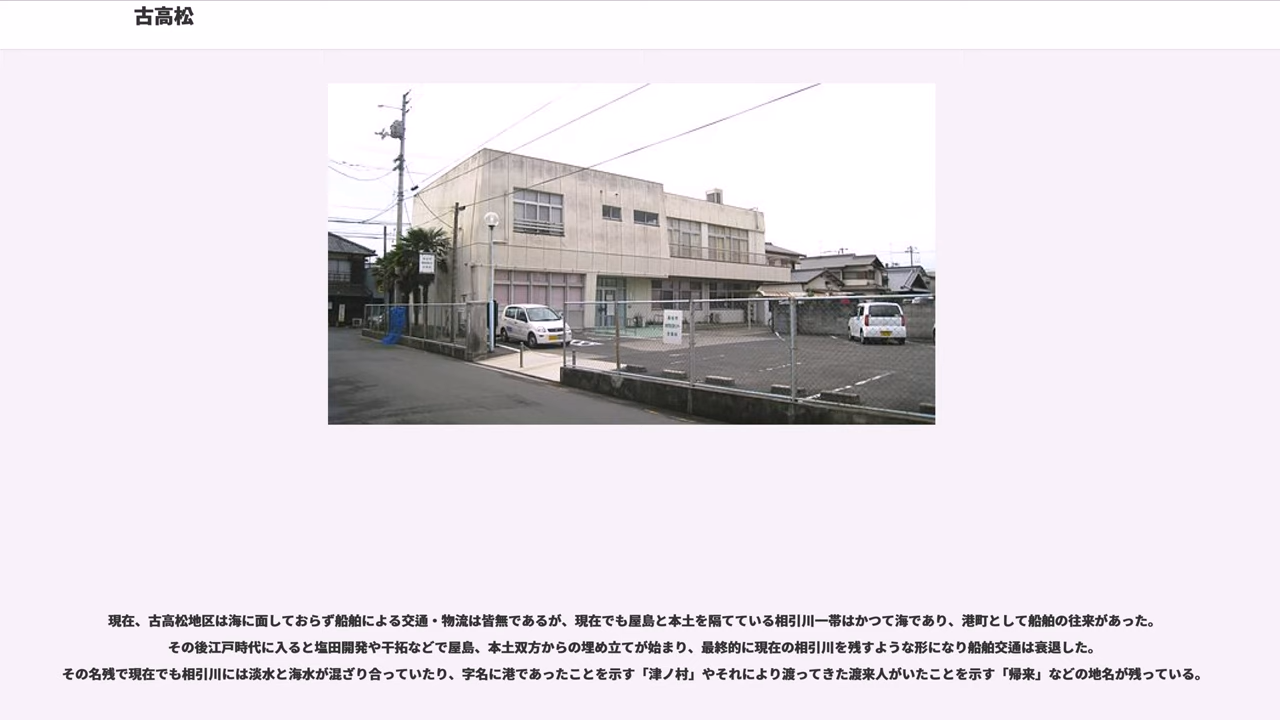 古高松
現在、古高松地区は海に面しておらず船舶による交通・物流は皆無であるが、現在でも屋島と本土を隔てている相引川一帯はかつて海であり、港町として船舶の往来があった。
その後江戸時代に入ると塩田開発や干拓などで屋島、本土双方からの埋め立てが始まり、最終的に現在の相引川を残すような形になり船舶交通は衰退した。
その名残で現在でも相引川には淡水と海水が混ざり合っていたり、字名に港であったことを示す「津ノ村」やそれにより渡ってきた渡来人がいたことを示す「帰来」などの地名が残っている。